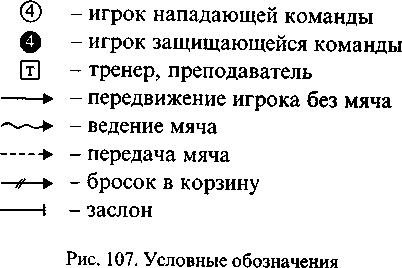 ④ – игрок нападающей команды
❹ – игрок защищающейся команды
T – тренер, преподаватель
– передвижение игрока без мяча
– ведение мяча
– передача мяча
– бросок в корзину
– заслон
Рис. 107. Условные обозначения